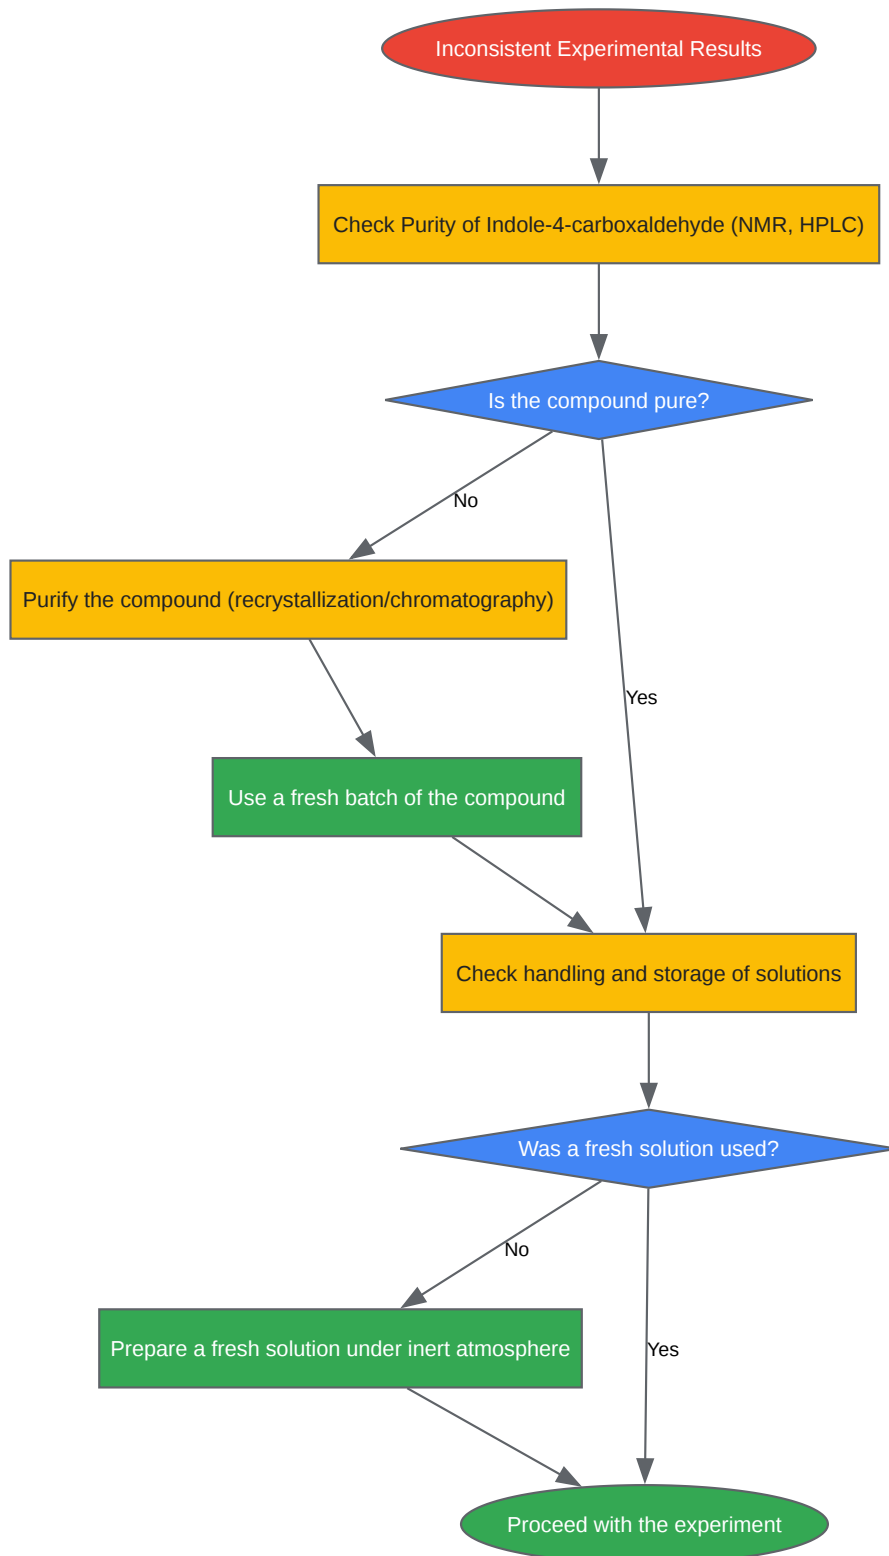 Inconsistent Experimental Results
Check Purity of Indole-4-carboxaldehyde (NMR, HPLC)
Is the compound pure?
No
Purify the compound (recrystallization/chromatography)
Yes
Use a fresh batch of the compound
Check handling and storage of solutions
Was a fresh solution used?
No
Prepare a fresh solution under inert atmosphere
Yes
Proceed with the experiment